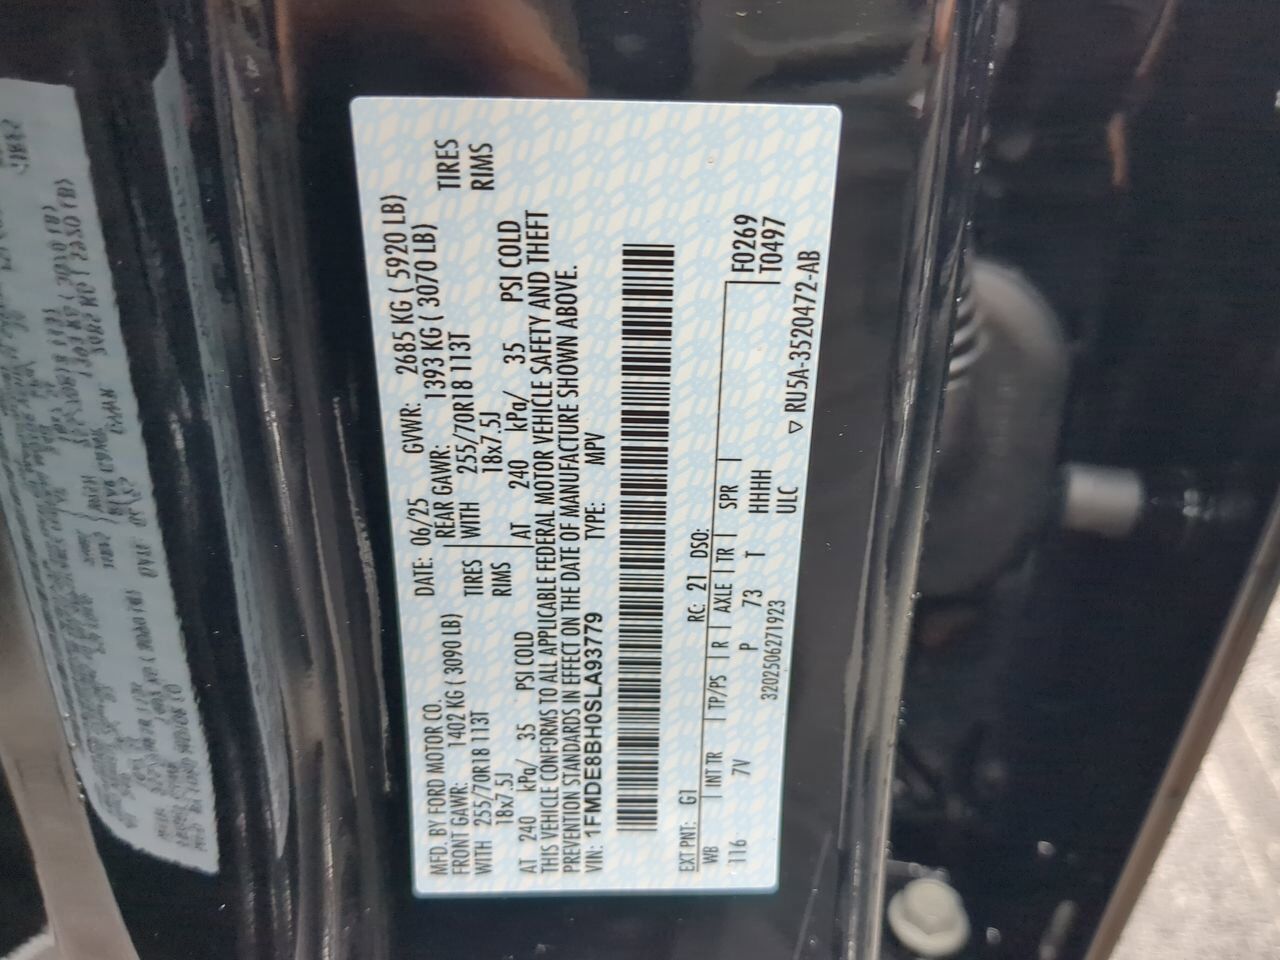 MFD. BY FORD MOTOR CO.
DATE: 06/25 GVWR: 2685 KG ( 5920 LB)
FRONT GAWR: 1402 KG ( 3090 LB) REAR GAWR: 1393 KG ( 3070 LB)
WITH 255/70R18 113T TIRES WITH 255/70R18 113T TIRES
18x7.5J RIMS 18x7.5J RIMS
AT 240 kPa/ 35 PSI COLD AT 240 kPa/ 35 PSI COLD
THIS VEHICLE CONFORMS TO ALL APPLICABLE FEDERAL MOTOR VEHICLE SAFETY AND THEFT
PREVENTION STANDARDS IN EFFECT ON THE DATE OF MANUFACTURE SHOWN ABOVE.
VIN: 1FMDE8BH0SLA93779 TYPE: MPV
EXT PNT: G1 RC: 21 DSO:
WB INT TR TP/PS R AXLE TR SPR F0269
116 7V P 73 T HHHH T0497
3202506271923 ULC
▽ RU5A-3520472-AB